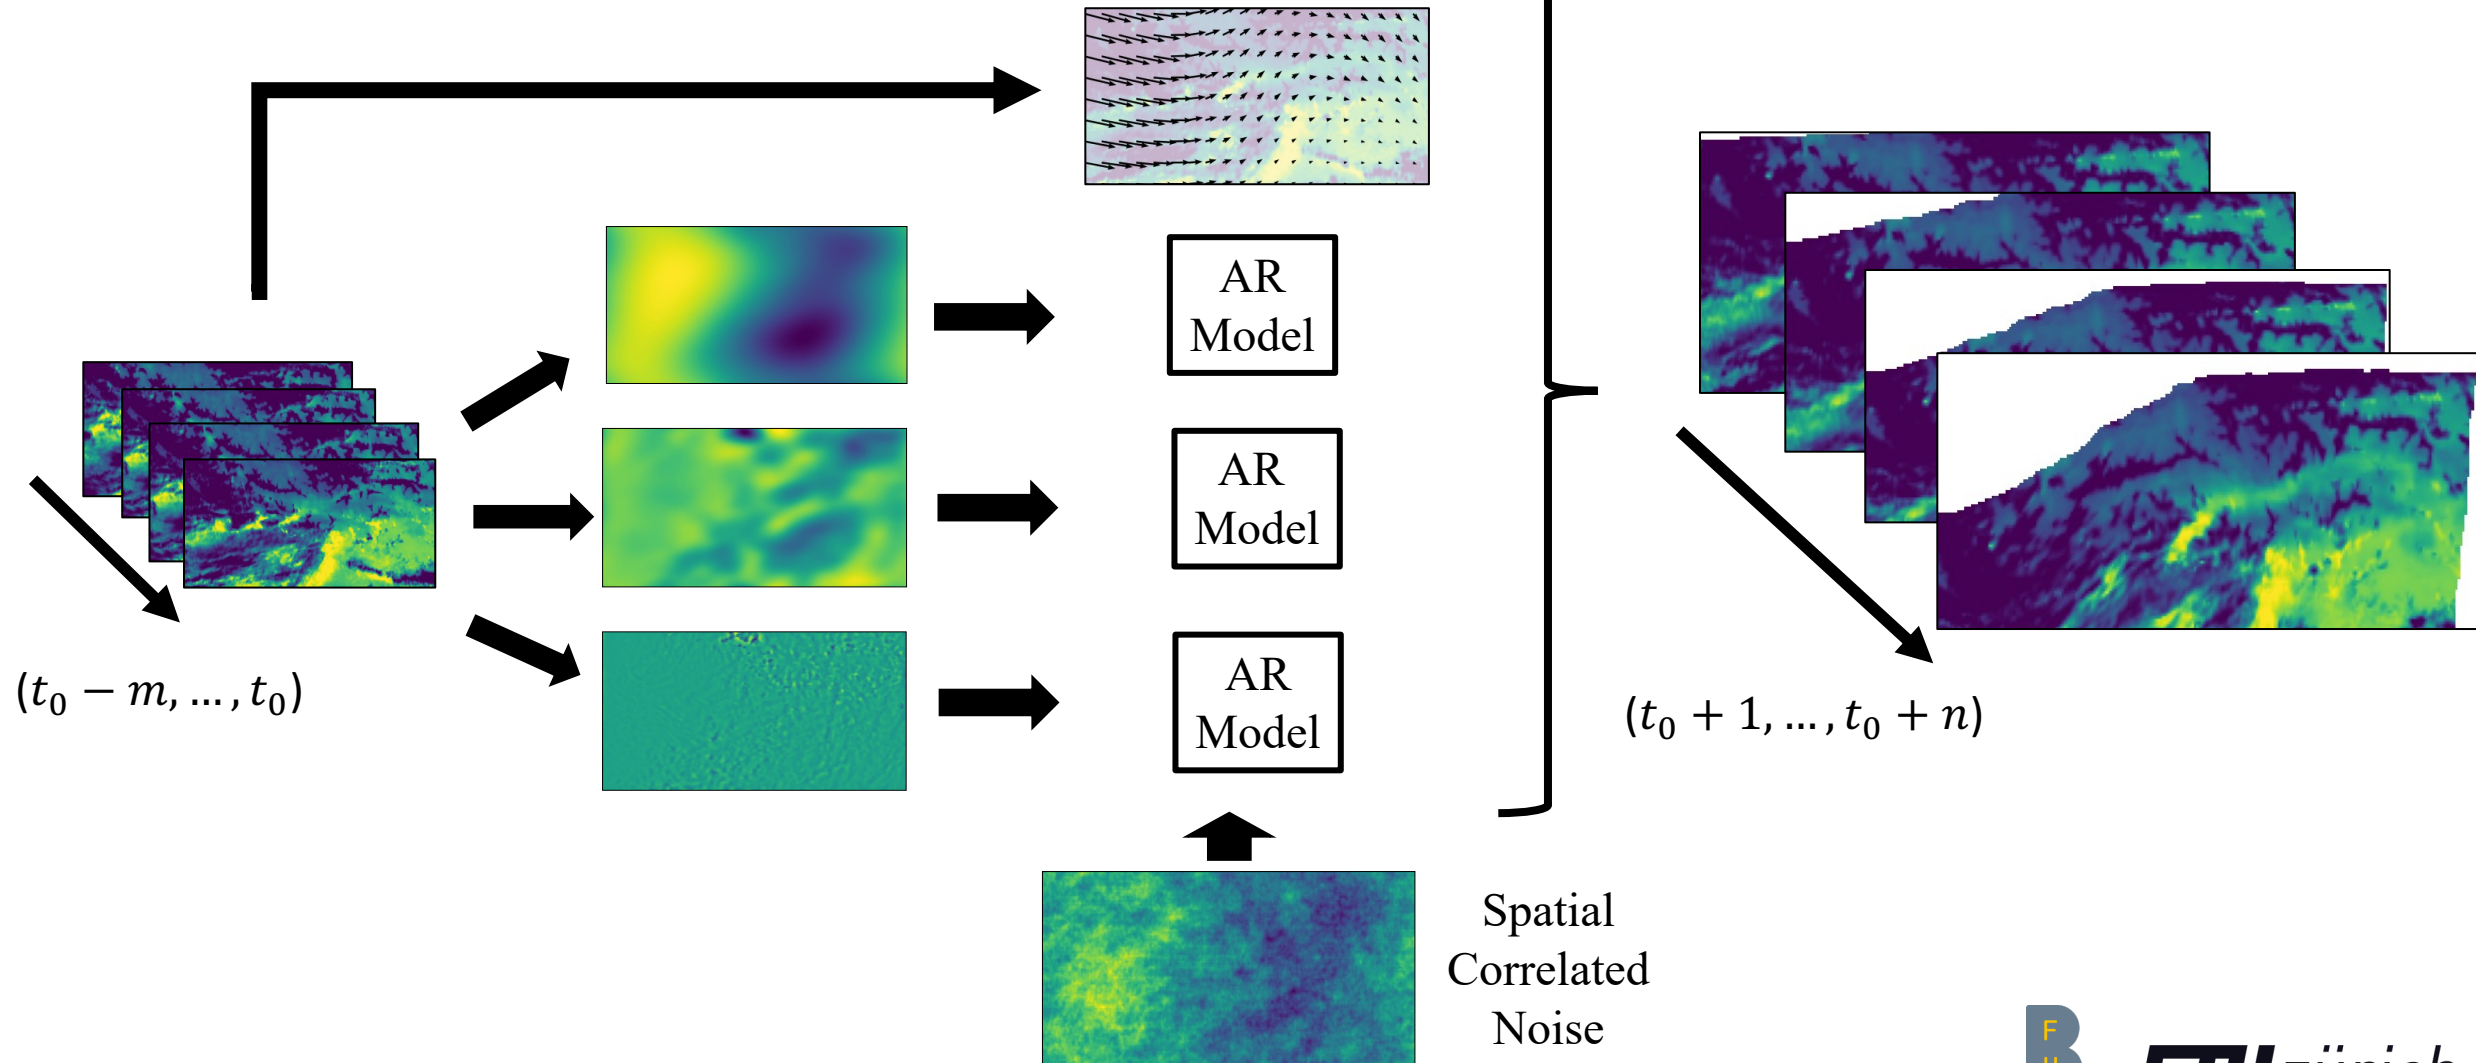 AR
Model
AR
Model
AR
Model
(t₀ − m, … , t₀)
(t₀ + 1, … , t₀ + n)
Spatial
Correlated
Noise
F